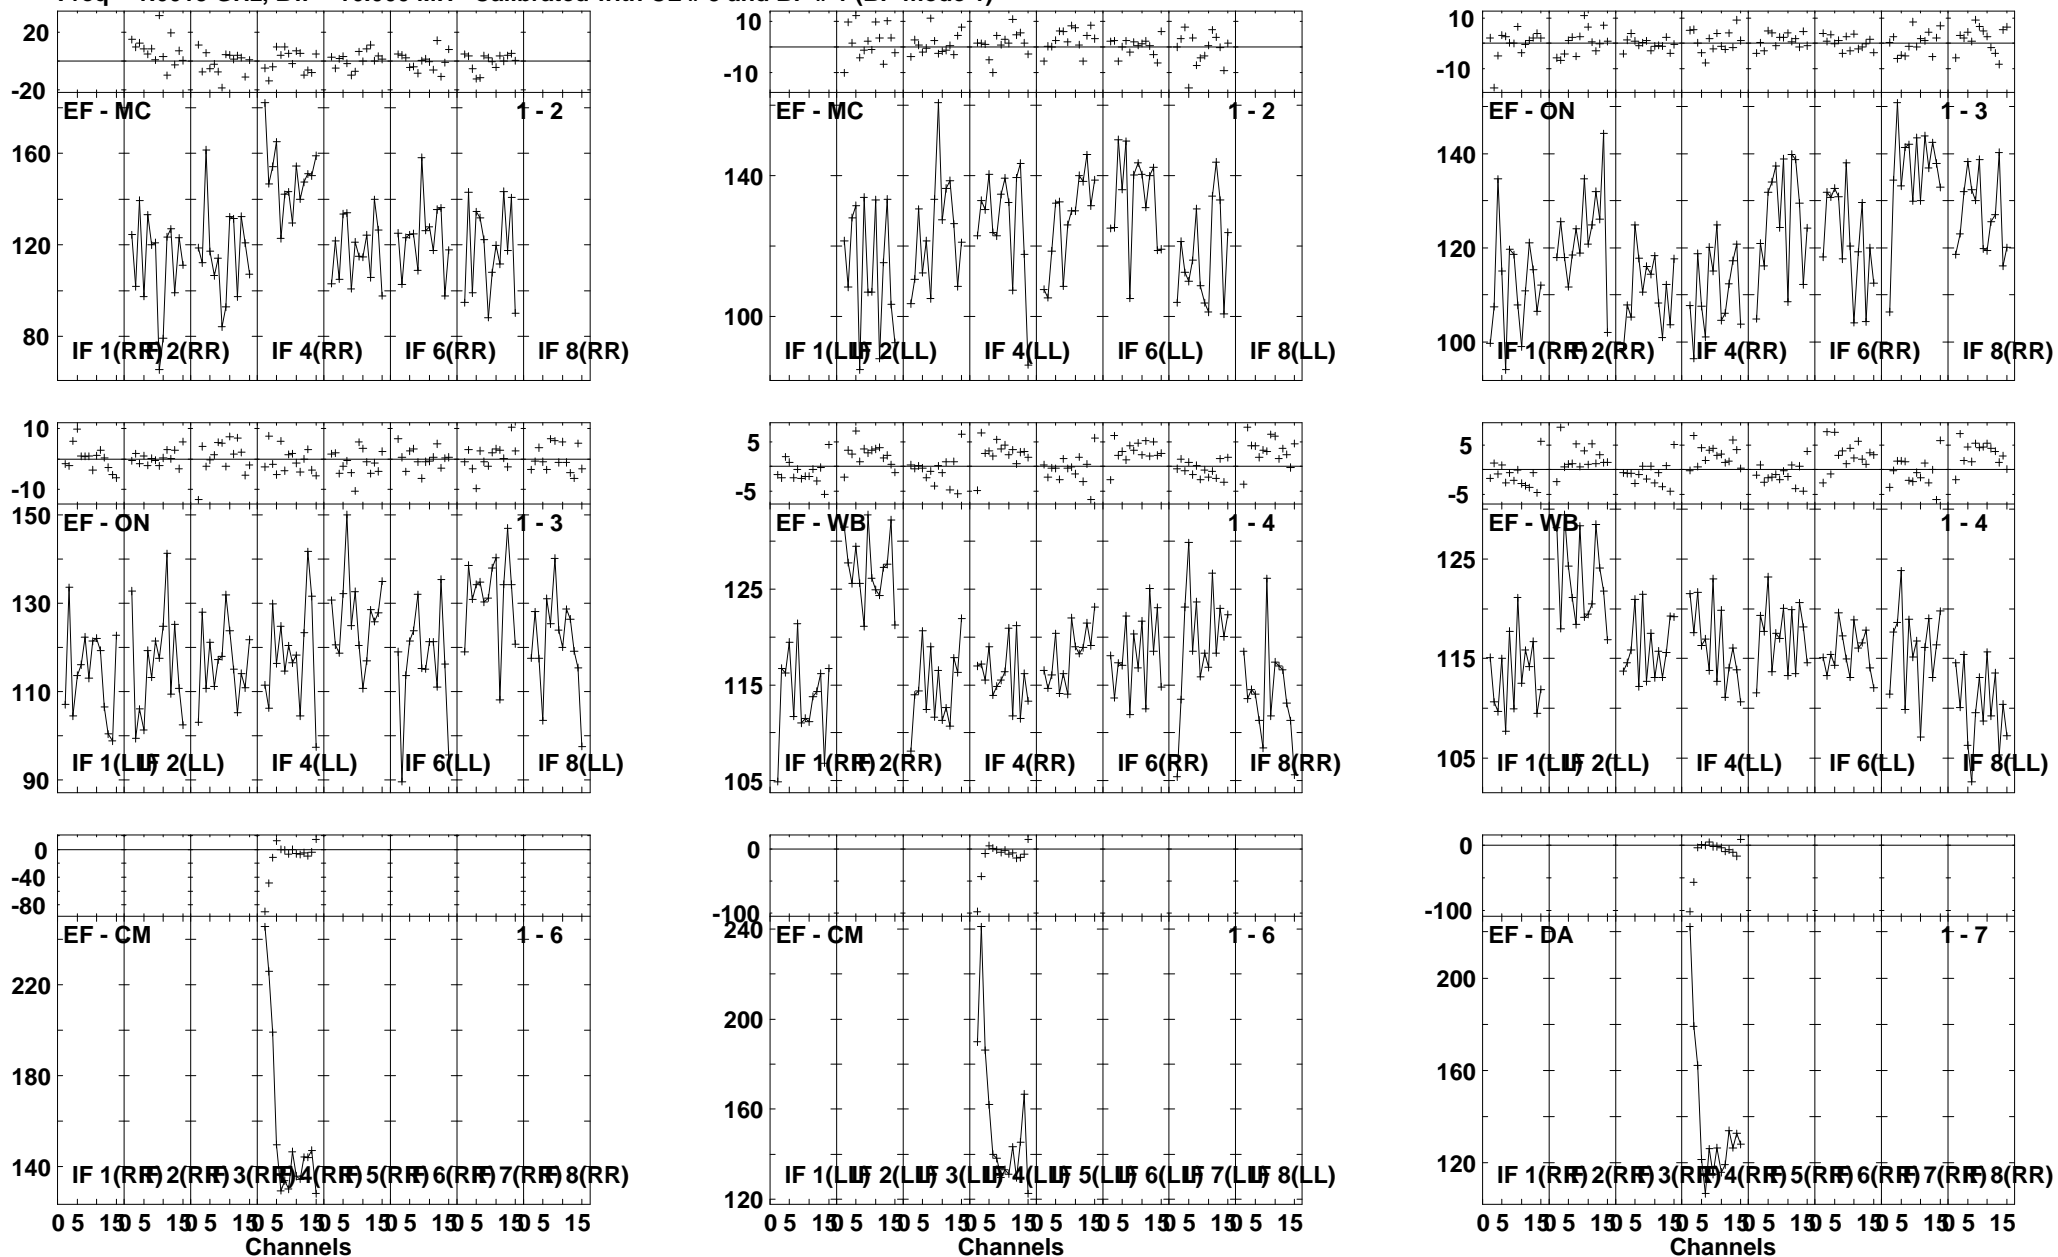 20
-20
EF - MC 1 - 2
160
120
80
IF 1(RR) IF 2(RR) IF 4(RR) IF 6(RR) IF 8(RR)
10
-10
EF - MC 1 - 2
140
100
IF 1(LL) IF 2(LL) IF 4(LL) IF 6(LL) IF 8(LL)
10
-10
EF - ON 1 - 3
140
120
100
IF 1(RR) IF 2(RR) IF 4(RR) IF 6(RR) IF 8(RR)
10
-10
150
EF - ON 1 - 3
130
110
90
IF 1(LL) IF 2(LL) IF 4(LL) IF 6(LL) IF 8(LL)
5
-5
EF - WB 1 - 4
125
115
105
IF 1(RR) IF 2(RR) IF 4(RR) IF 6(RR) IF 8(RR)
5
-5
EF - WB 1 - 4
125
115
105
IF 1(LL) IF 2(LL) IF 4(LL) IF 6(LL) IF 8(LL)
0
-40
-80
EF - CM 1 - 6
220
180
140
IF 1(RR) IF 2(RR) IF 3(RR) IF 4(RR) IF 5(RR) IF 6(RR) IF 7(RR) IF 8(RR)
0 5 15 0 5 15 0 5 15 0 5 15 0 5 15 0 5 15 0 5 15 0 5 15
Channels
0
-100
240
EF - CM 1 - 6
200
160
120
IF 1(LL) IF 2(LL) IF 3(LL) IF 4(LL) IF 5(LL) IF 6(LL) IF 7(LL) IF 8(LL)
0 5 15 0 5 15 0 5 15 0 5 15 0 5 15 0 5 15 0 5 15 0 5 15
Channels
0
-100
EF - DA 1 - 7
200
160
120
IF 1(RR) IF 2(RR) IF 3(RR) IF 4(RR) IF 5(RR) IF 6(RR) IF 7(RR) IF 8(RR)
0 5 15 0 5 15 0 5 15 0 5 15 0 5 15 0 5 15 0 5 15 0 5 15
Channels